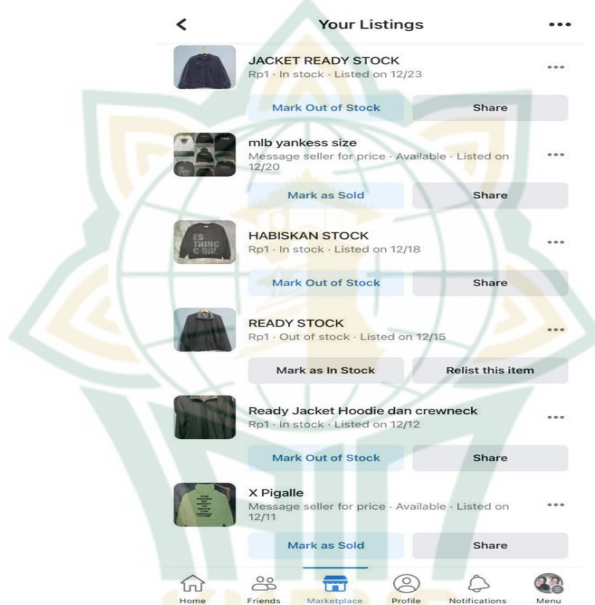 Your Listings
JACKET READY STOCK
Rp1 · In stock · Listed on 12/23
Mark Out of Stock
Share
mlb yankess size
Message seller for price · Available · Listed on
12/20
Mark as Sold
Share
HABISKAN STOCK
Rp1 · In stock · Listed on 12/18
Mark Out of Stock
Share
READY STOCK
Rp1 · Out of stock · Listed on 12/15
Mark as In Stock
Relist this item
Ready Jacket Hoodie dan crewneck
Rp1 · In stock · Listed on 12/12
Mark Out of Stock
Share
X Pigalle
Message seller for price · Available · Listed on
12/11
Mark as Sold
Share
Home
Friends
Marketplace
Profile
Notifications
Menu